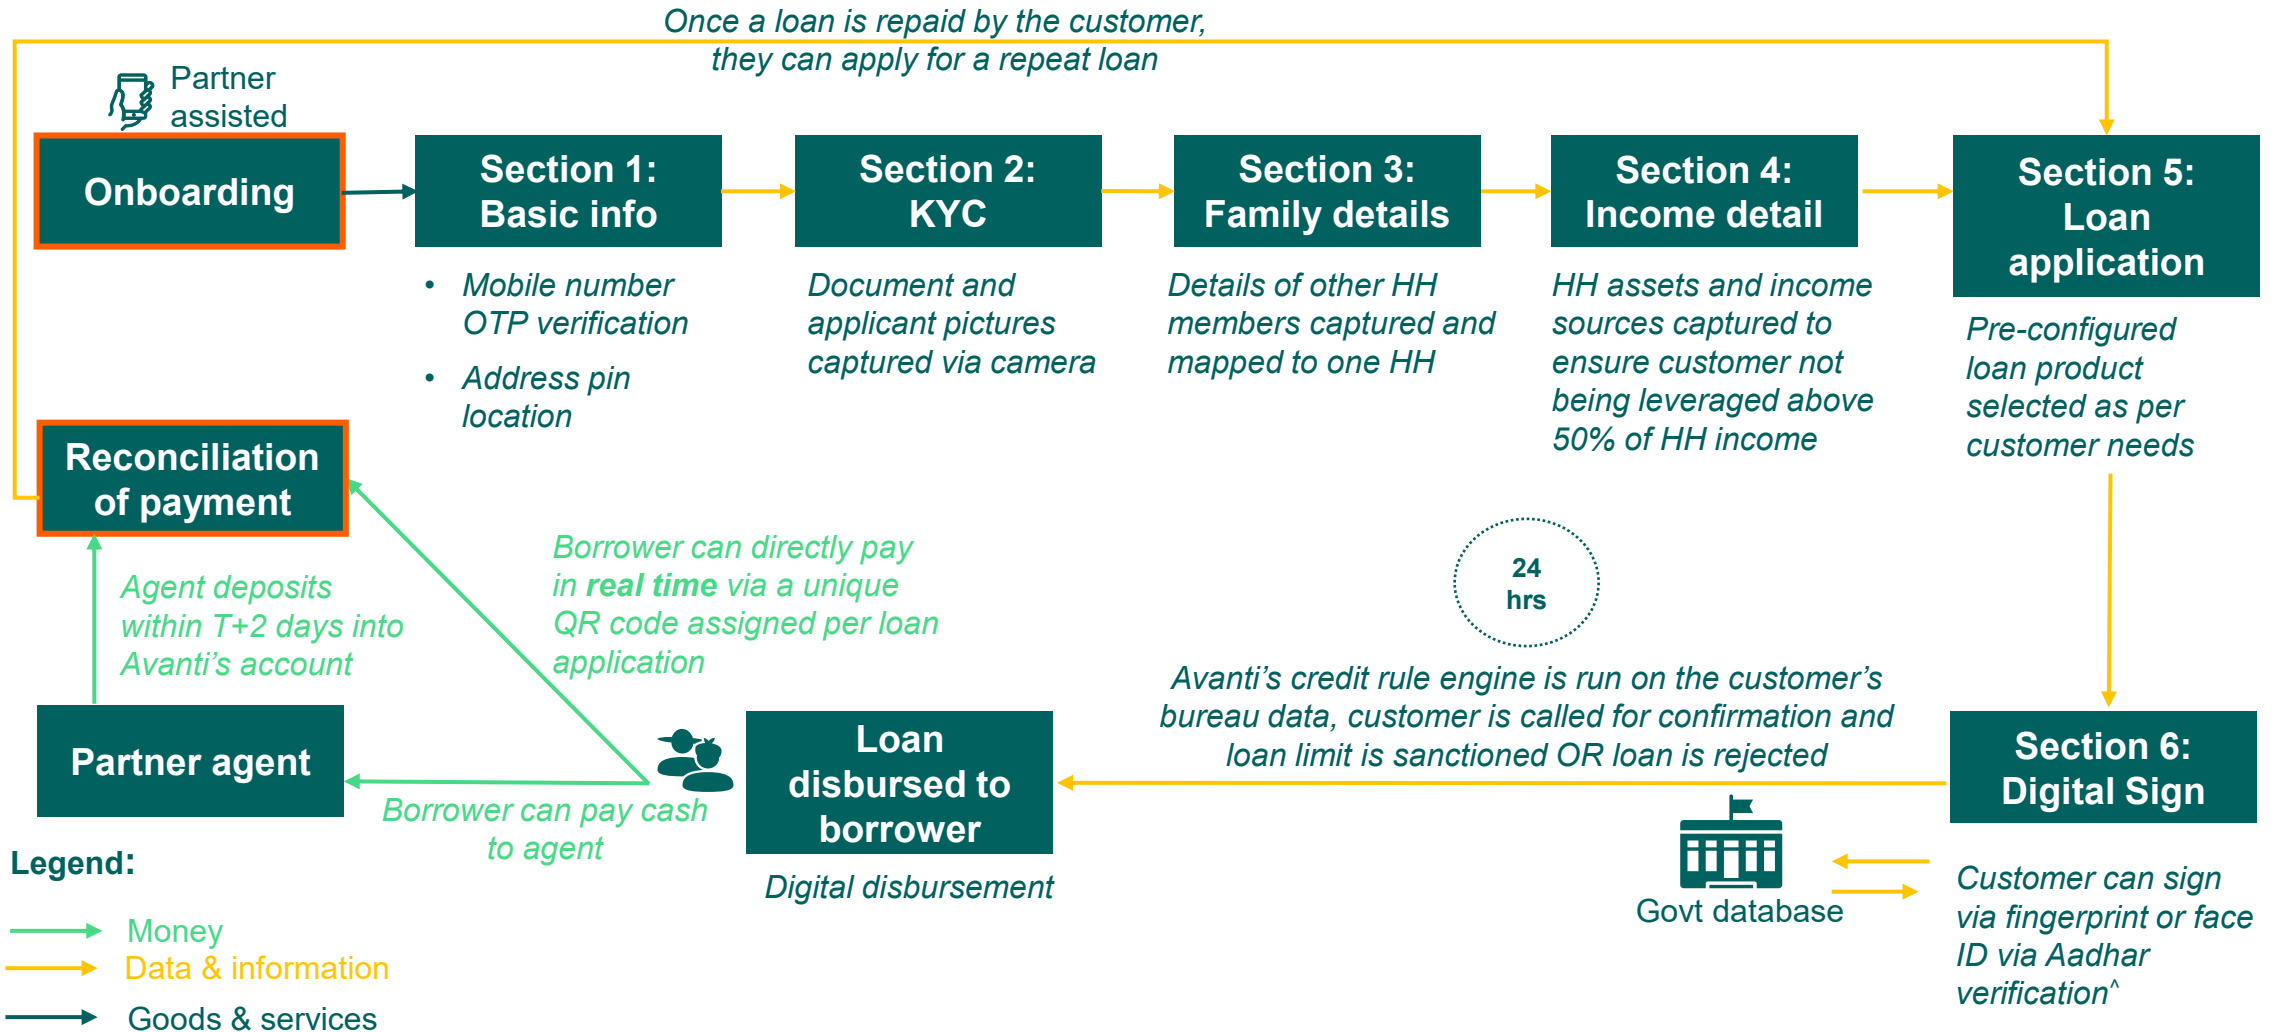 Once a loan is repaid by the customer,
they can apply for a repeat loan
Partner
assisted
Onboarding
Section 1:
Basic info
Section 2:
KYC
Section 3:
Family details
Section 4:
Income detail
Section 5:
Loan
application
• Mobile number
OTP verification
• Address pin
location
Document and
applicant pictures
captured via camera
Details of other HH
members captured and
mapped to one HH
HH assets and income
sources captured to
ensure customer not
being leveraged above
50% of HH income
Pre-configured
loan product
selected as per
customer needs
Reconciliation
of payment
Agent deposits
within T+2 days into
Avanti’s account
Borrower can directly pay
in real time via a unique
QR code assigned per loan
application
24
hrs
Avanti’s credit rule engine is run on the customer’s
bureau data, customer is called for confirmation and
loan limit is sanctioned OR loan is rejected
Partner agent
Borrower can pay cash
to agent
Loan
disbursed to
borrower
Digital disbursement
Section 6:
Digital Sign
Govt database
Customer can sign
via fingerprint or face
ID via Aadhar
verification^
Legend:
Money
Data & information
Goods & services